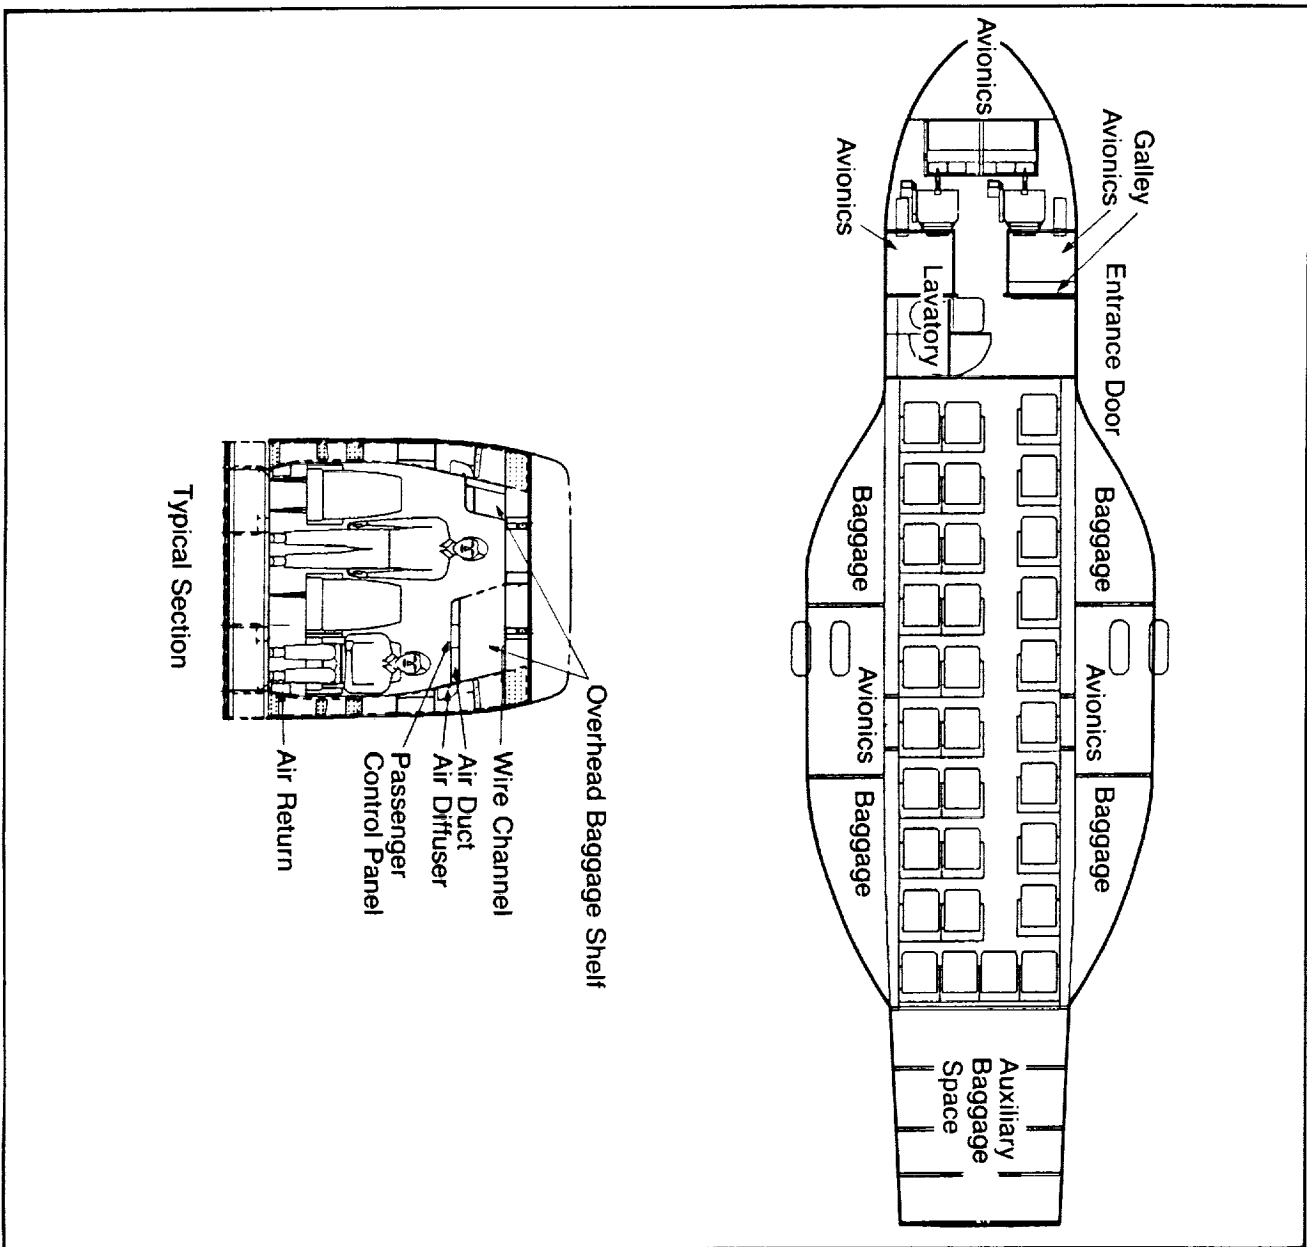 Avionics
Galley
Avionics
Avionics
Entrance Door
Lavatory
Baggage
Baggage
Avionics
Avionics
Baggage
Baggage
Auxiliary
Baggage
Space
Overhead Baggage Shelf
Wire Channel
Air Duct
Air Diffuser
Passenger
Control Panel
Air Return
Typical Section